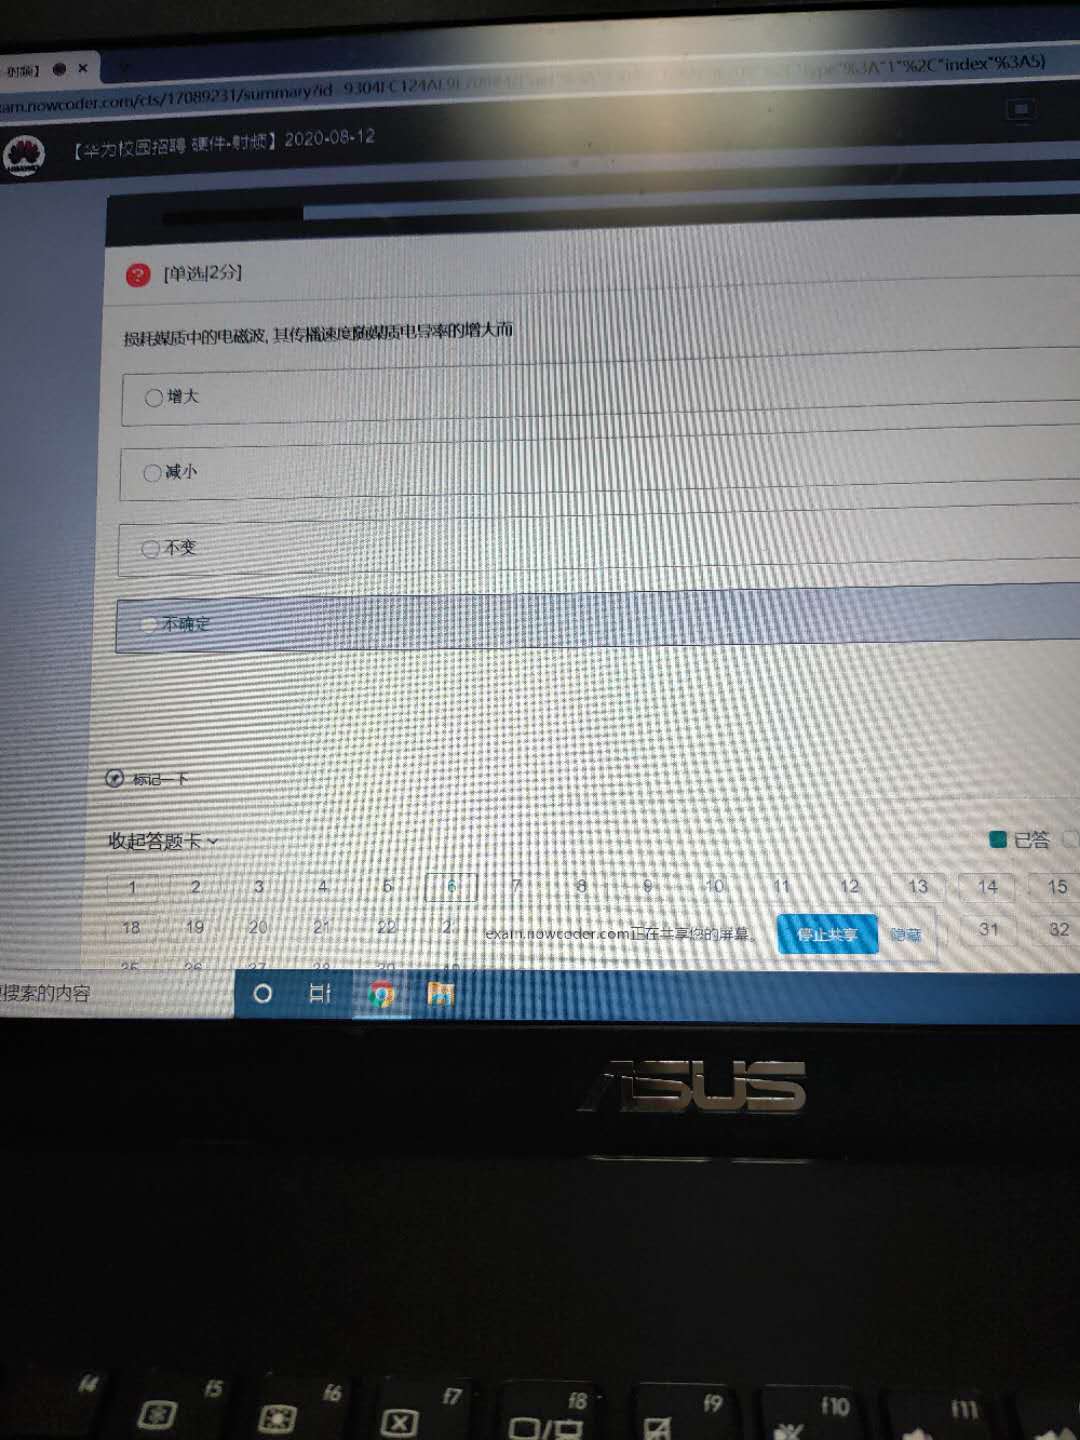 射频】
exam.nowcoder.com/cts/17089231/summary?id
"%3A"1"%2C"index"%3A5}
【华为校园招聘 硬件-射频】2020-08-12
? [单选|2分]
损耗媒质中的电磁波, 其传播速度随媒质电导率的增大而
增大
减小
不变
不确定
标记一下
收起答题卡
已答
1 2 3 4 5 6 7 8 9 10 11 12 13 14 15
18 19 20 21 22 31 32
exam.nowcoder.com正在共享您的屏幕。 停止共享 隐藏
搜索的内容
ASUS
f4 f5 f6 f7 f8 f9 f10 f11